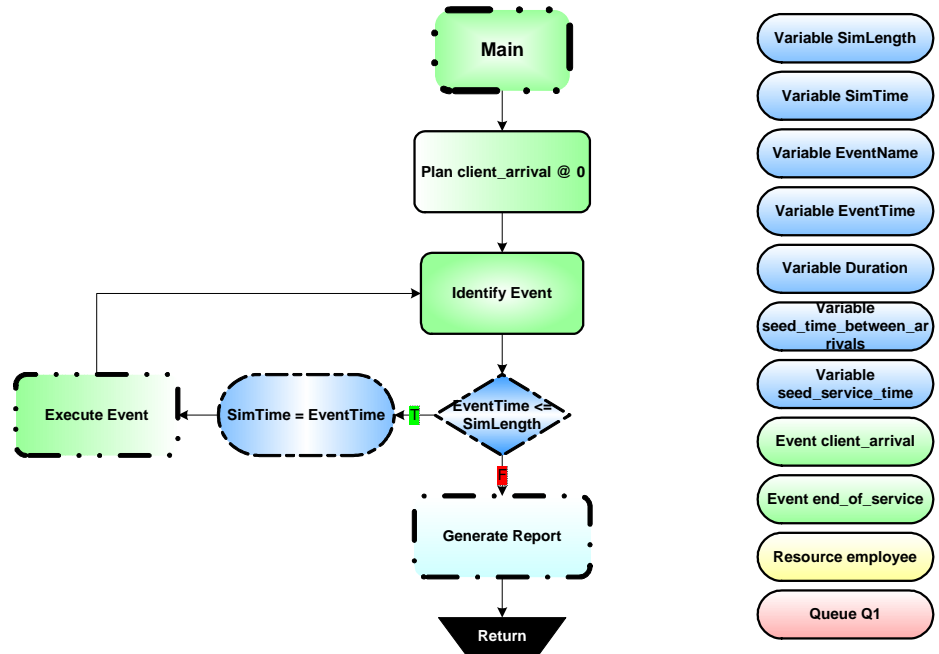 Main
Plan client_arrival @ 0
Identify Event
EventTime <=
SimLength
T
SimTime = EventTime
Execute Event
F
Generate Report
Return
Variable SimLength
Variable SimTime
Variable EventName
Variable EventTime
Variable Duration
Variable
seed_time_between_ar
rivals
Variable
seed_service_time
Event client_arrival
Event end_of_service
Resource employee
Queue Q1